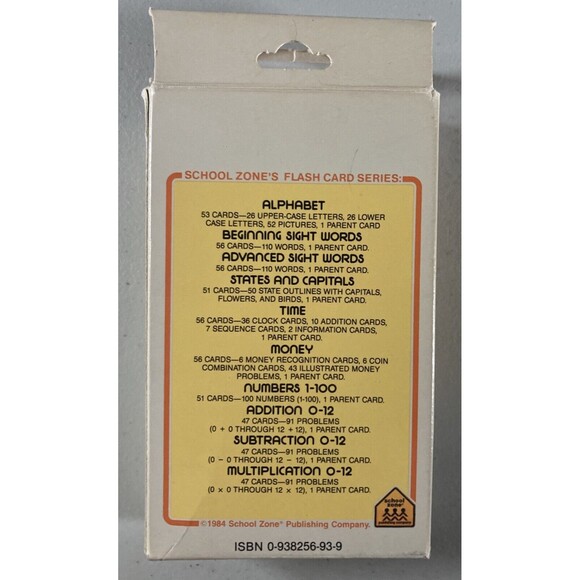 SCHOOL ZONE'S FLASH CARD SERIES:
ALPHABET
53 CARDS—26 UPPER-CASE LETTERS, 26 LOWER
CASE LETTERS, 52 PICTURES, 1 PARENT CARD
BEGINNING SIGHT WORDS
56 CARDS—110 WORDS, 1 PARENT CARD.
ADVANCED SIGHT WORDS
56 CARDS—110 WORDS, 1 PARENT CARD.
STATES AND CAPITALS
51 CARDS—50 STATE OUTLINES WITH CAPITALS,
FLOWERS, AND BIRDS, 1 PARENT CARD.
TIME
56 CARDS—36 CLOCK CARDS, 10 ADDITION CARDS,
7 SEQUENCE CARDS, 2 INFORMATION CARDS,
1 PARENT CARD.
MONEY
56 CARDS—6 MONEY RECOGNITION CARDS, 6 COIN
COMBINATION CARDS, 43 ILLUSTRATED MONEY
PROBLEMS, 1 PARENT CARD.
NUMBERS 1-100
51 CARDS—100 NUMBERS (1-100), 1 PARENT CARD.
ADDITION 0-12
47 CARDS—91 PROBLEMS
(0 + 0 THROUGH 12 + 12), 1 PARENT CARD.
SUBTRACTION 0-12
47 CARDS—91 PROBLEMS
(0 − 0 THROUGH 12 − 12), 1 PARENT CARD.
MULTIPLICATION 0-12
47 CARDS—91 PROBLEMS
(0 × 0 THROUGH 12 × 12), 1 PARENT CARD.
school
zone®
©1984 School Zone® Publishing Company.
ISBN 0-938256-93-9